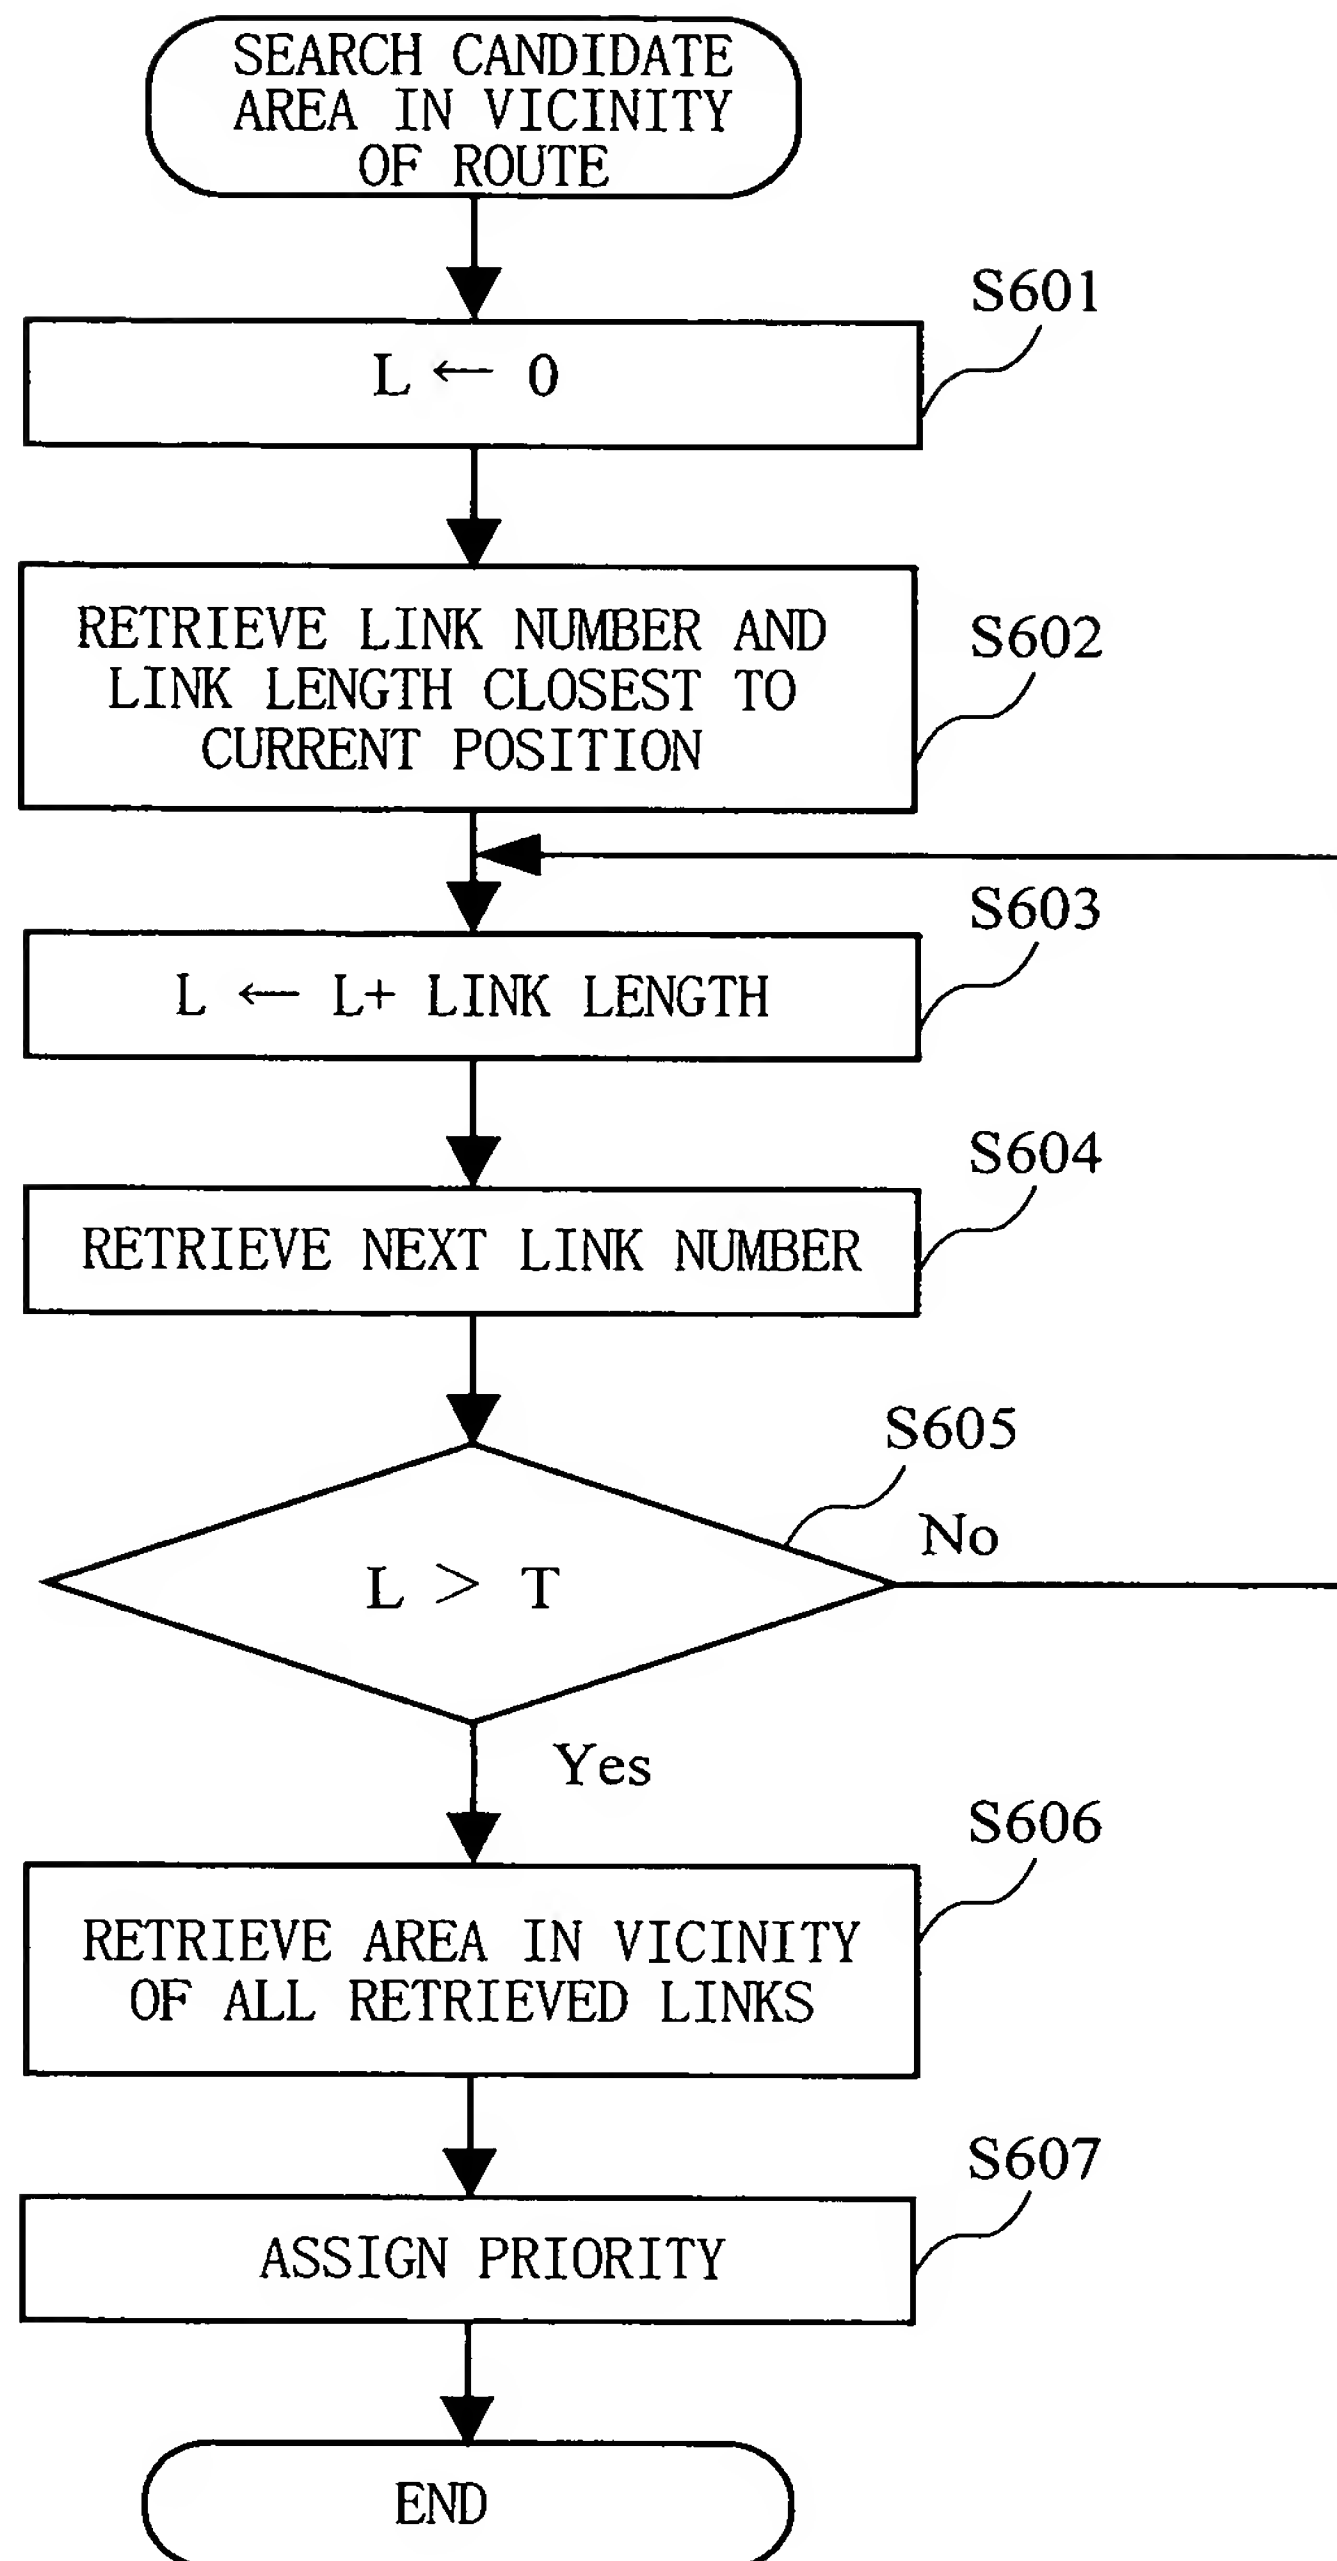 SEARCH CANDIDATE
AREA IN VICINITY
OF ROUTE
S601
L ← 0
S602
RETRIEVE LINK NUMBER AND
LINK LENGTH CLOSEST TO
CURRENT POSITION
S603
L ← L+ LINK LENGTH
S604
RETRIEVE NEXT LINK NUMBER
S605
No
L > T
Yes
S606
RETRIEVE AREA IN VICINITY
OF ALL RETRIEVED LINKS
S607
ASSIGN PRIORITY
END